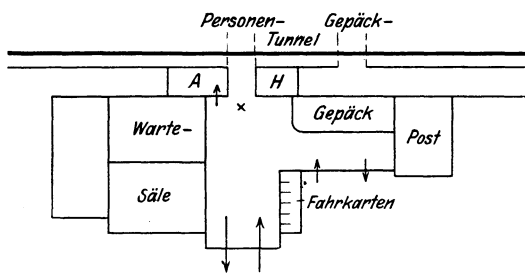 Personen- Gepäck-
Tunnel
A H
Gepäck
Warte-
Post
Säle
Fahrkarten